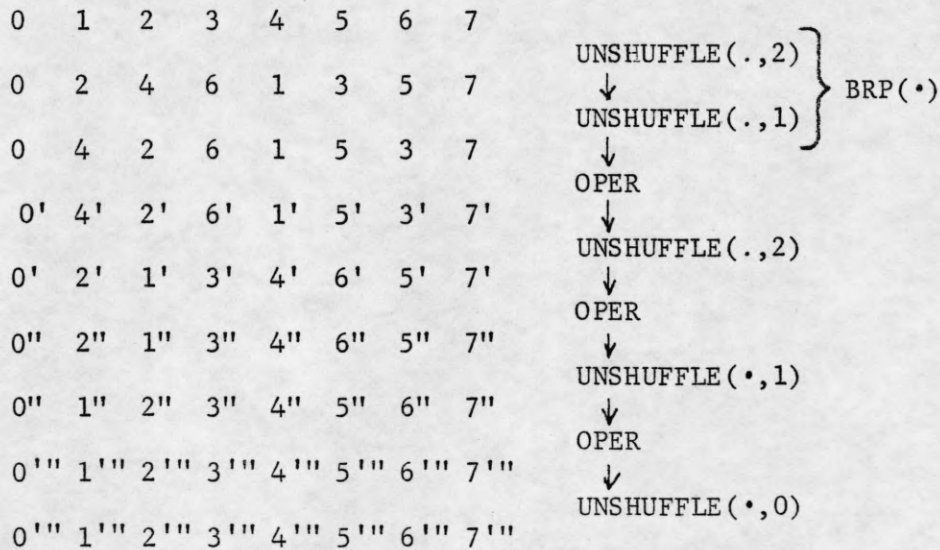 0 1 2 3 4 5 6 7
UNSHUFFLE(.,2)
0 2 4 6 1 3 5 7
BRP(•)
UNSHUFFLE(.,1)
0 4 2 6 1 5 3 7
OPER
0' 4' 2' 6' 1' 5' 3' 7'
UNSHUFFLE(.,2)
0' 2' 1' 3' 4' 6' 5' 7'
OPER
0" 2" 1" 3" 4" 6" 5" 7"
UNSHUFFLE(•,1)
0" 1" 2" 3" 4" 5" 6" 7"
OPER
0'" 1'" 2'" 3'" 4'" 5'" 6'" 7'"
UNSHUFFLE(•,0)
0'" 1'" 2'" 3'" 4'" 5'" 6'" 7'"